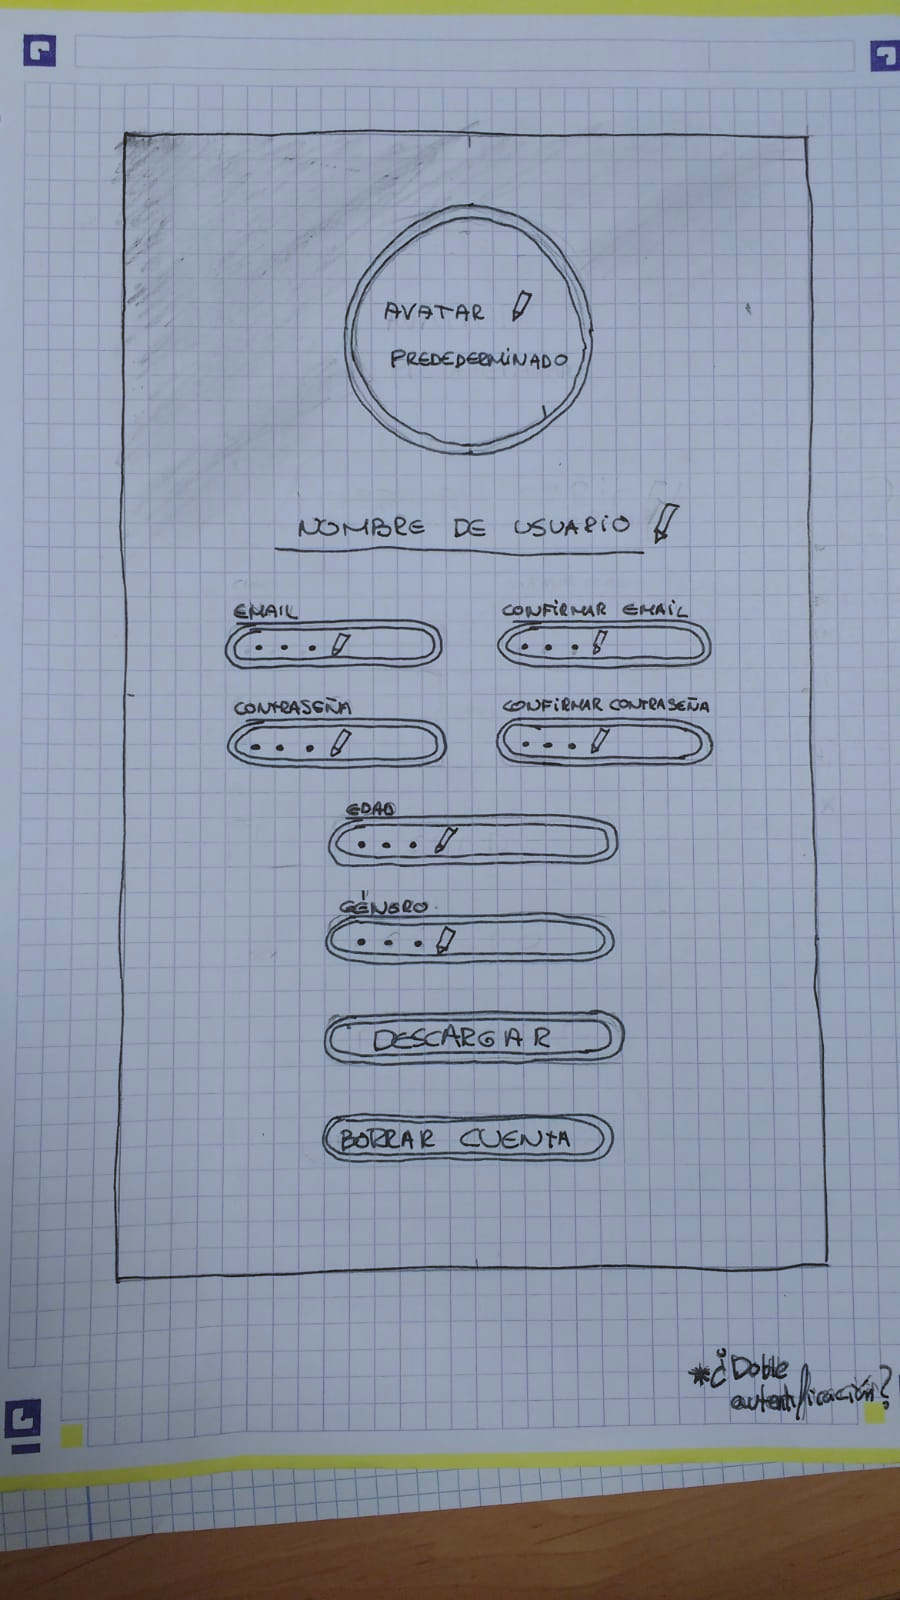 AVATAR
PREDEDERMINADO
NOMBRE DE USUARIO
EMAIL
CONFIRMAR EMAIL
CONTRASEÑA
CONFIRMAR CONTRASEÑA
EDAD
GÉNERO
DESCARGAR
BORRAR CUENTA
*¿Doble
autentificación?